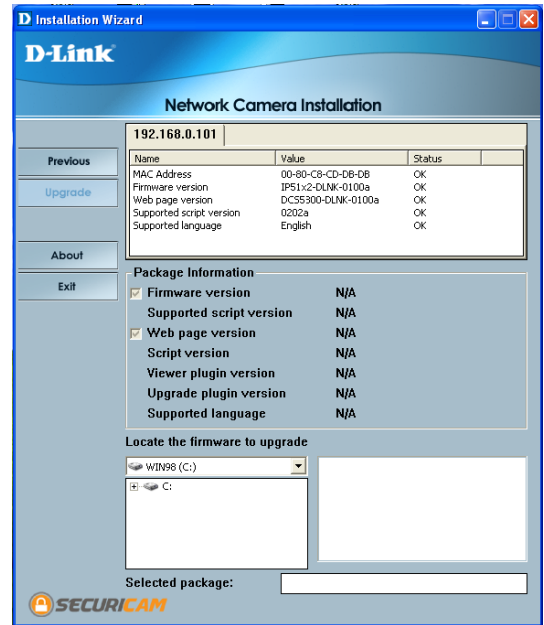 D Installation Wizard
D-Link
Network Camera Installation
192.168.0.101
Previous
Upgrade
About
Exit
Name Value Status
MAC Address 00-80-C8-CD-DB-DB OK
Firmware version IP51x2-DLNK-0100a OK
Web page version DCS5300-DLNK-0100a OK
Supported script version 0202a OK
Supported language English OK
Package Information
Firmware version N/A
Supported script version N/A
Web page version N/A
Script version N/A
Viewer plugin version N/A
Upgrade plugin version N/A
Supported language N/A
Locate the firmware to upgrade
WIN98 (C:)
C:
Selected package:
SECURICAM